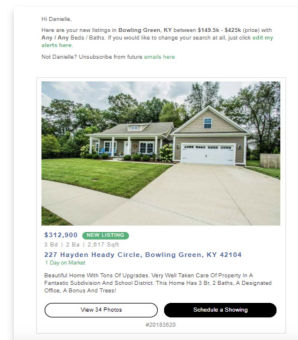 Hi Danielle,
Here are your new listings in Bowling Green, KY between $149.5k - $425k (price) with
Any / Any Beds / Baths. If you would like to change your search at all, just click edit my
alerts here.
Not Danielle? Unsubscribe from future emails here
$312,900 NEW LISTING
3 Bd | 2 Ba | 2,017 Sqft
227 Hayden Heady Circle, Bowling Green, KY 42104
1 Day on Market
Beautiful Home With Tons Of Upgrades. Very Well Taken Care Of Property In A
Fantastic Subdivision And School District. This Home Has 3 Br, 2 Baths, A Designated
Office, A Bonus And Trees!
View 34 Photos
Schedule a Showing
#20193520